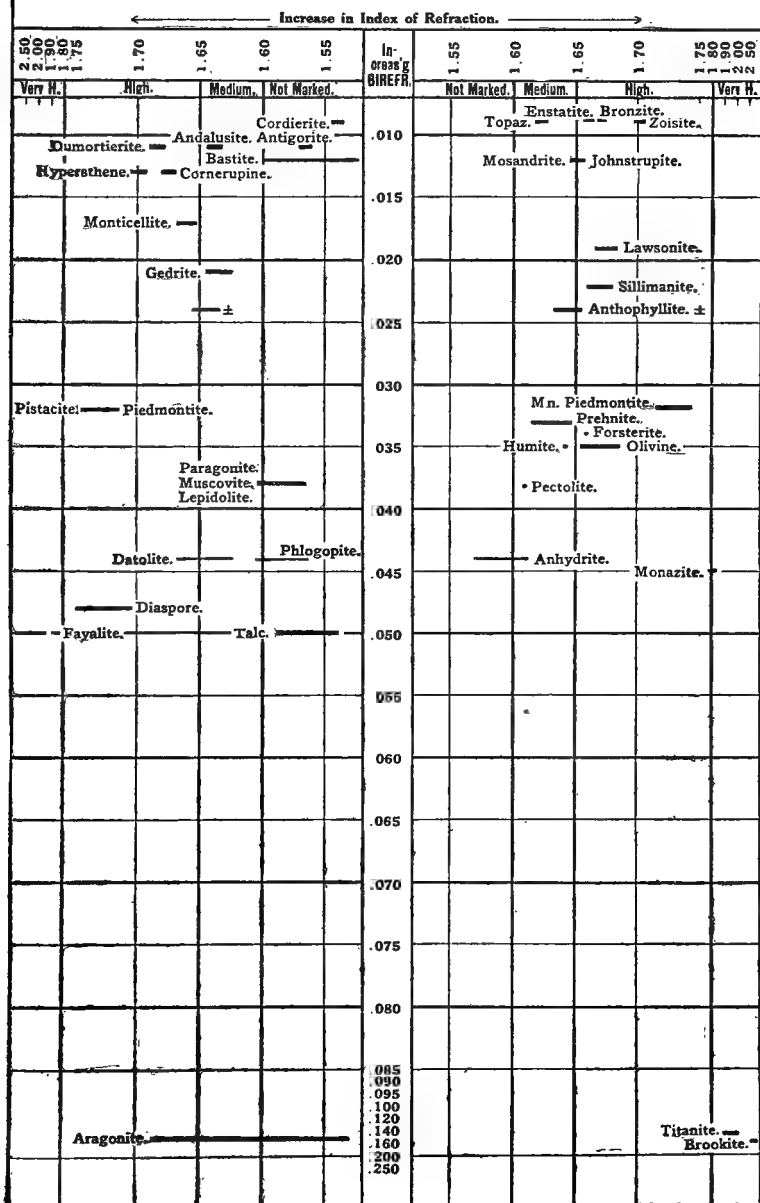 Increase in Index of Refraction.
2.50 2.00 1.90 1.80 1.75 1.70 1.65 1.60 1.55 In-creas'g BIREFR. 1.55 1.60 1.65 1.70 1.75 1.80 1.90 2.00 2.50
Very H. High. Medium. Not Marked. Not Marked. Medium. High. Very H.
Enstatite. Bronzite.
Cordierite. Topaz. Zoisite.
Andalusite. Antigorite. .010
Dumortierite.
Bastite. Mosandrite. Johnstrupite.
Hypersthene. Cornerupine. .015
Monticellite.
Lawsonite.
.020
Gedrite. Sillimanite.
± Anthophyllite. ±
.025
030
Pistacite. Piedmontite. Mn. Piedmontite.
Prehnite.
Forsterite.
035 Humite. Olivine.
Paragonite.
Muscovite. Pectolite.
Lepidolite.
040
Phlogopite.
Datolite. Anhydrite.
.045 Monazite.
Diaspore.
Fayalite. Talc. .050
055
.060
.065
.070
.075
.080
.085
.090
.095
.100
.120
Aragonite. .140 Titanite.
.160 Brookite.
.200
.250